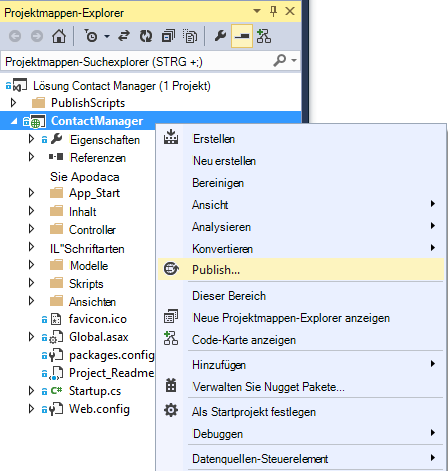 Projektmappen-Explorer
Projektmappen-Suchexplorer (STRG +;)
Lösung Contact Manager (1 Projekt)
PublishScripts
ContactManager
Eigenschaften
Referenzen
Sie Apodaca
App_Start
Inhalt
Controller
IL"Schriftarten
Modelle
Skripts
Ansichten
favicon.ico
Global.asax
packages.config
Project_Readme
Startup.cs
Web.config
Erstellen
Neu erstellen
Bereinigen
Ansicht
Analysieren
Konvertieren
Publish...
Dieser Bereich
Neue Projektmappen-Explorer anzeigen
Code-Karte anzeigen
Hinzufügen
Verwalten Sie Nugget Pakete...
Als Startprojekt festlegen
Debuggen
Datenquellen-Steuerelement